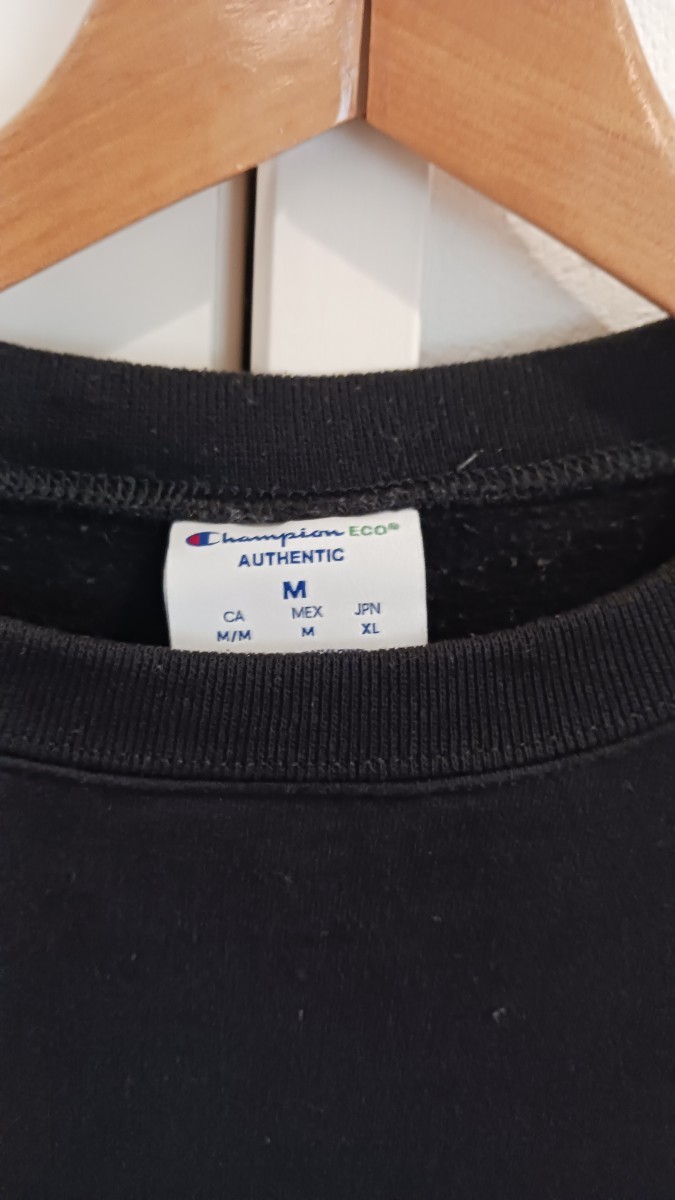 Champion ECO®
AUTHENTIC
M
CA MEX JPN
M/M M XL